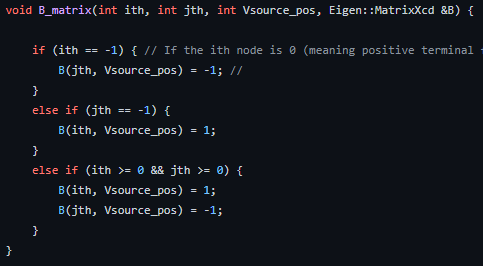 void B_matrix(int ith, int jth, int Vsource_pos, Eigen::MatrixXcd &B) {
if (ith == -1) { // If the ith node is 0 (meaning positive terminal
B(jth, Vsource_pos) = -1; //
}
else if (jth == -1) {
B(ith, Vsource_pos) = 1;
}
else if (ith >= 0 && jth >= 0) {
B(ith, Vsource_pos) = 1;
B(jth, Vsource_pos) = -1;
}
}